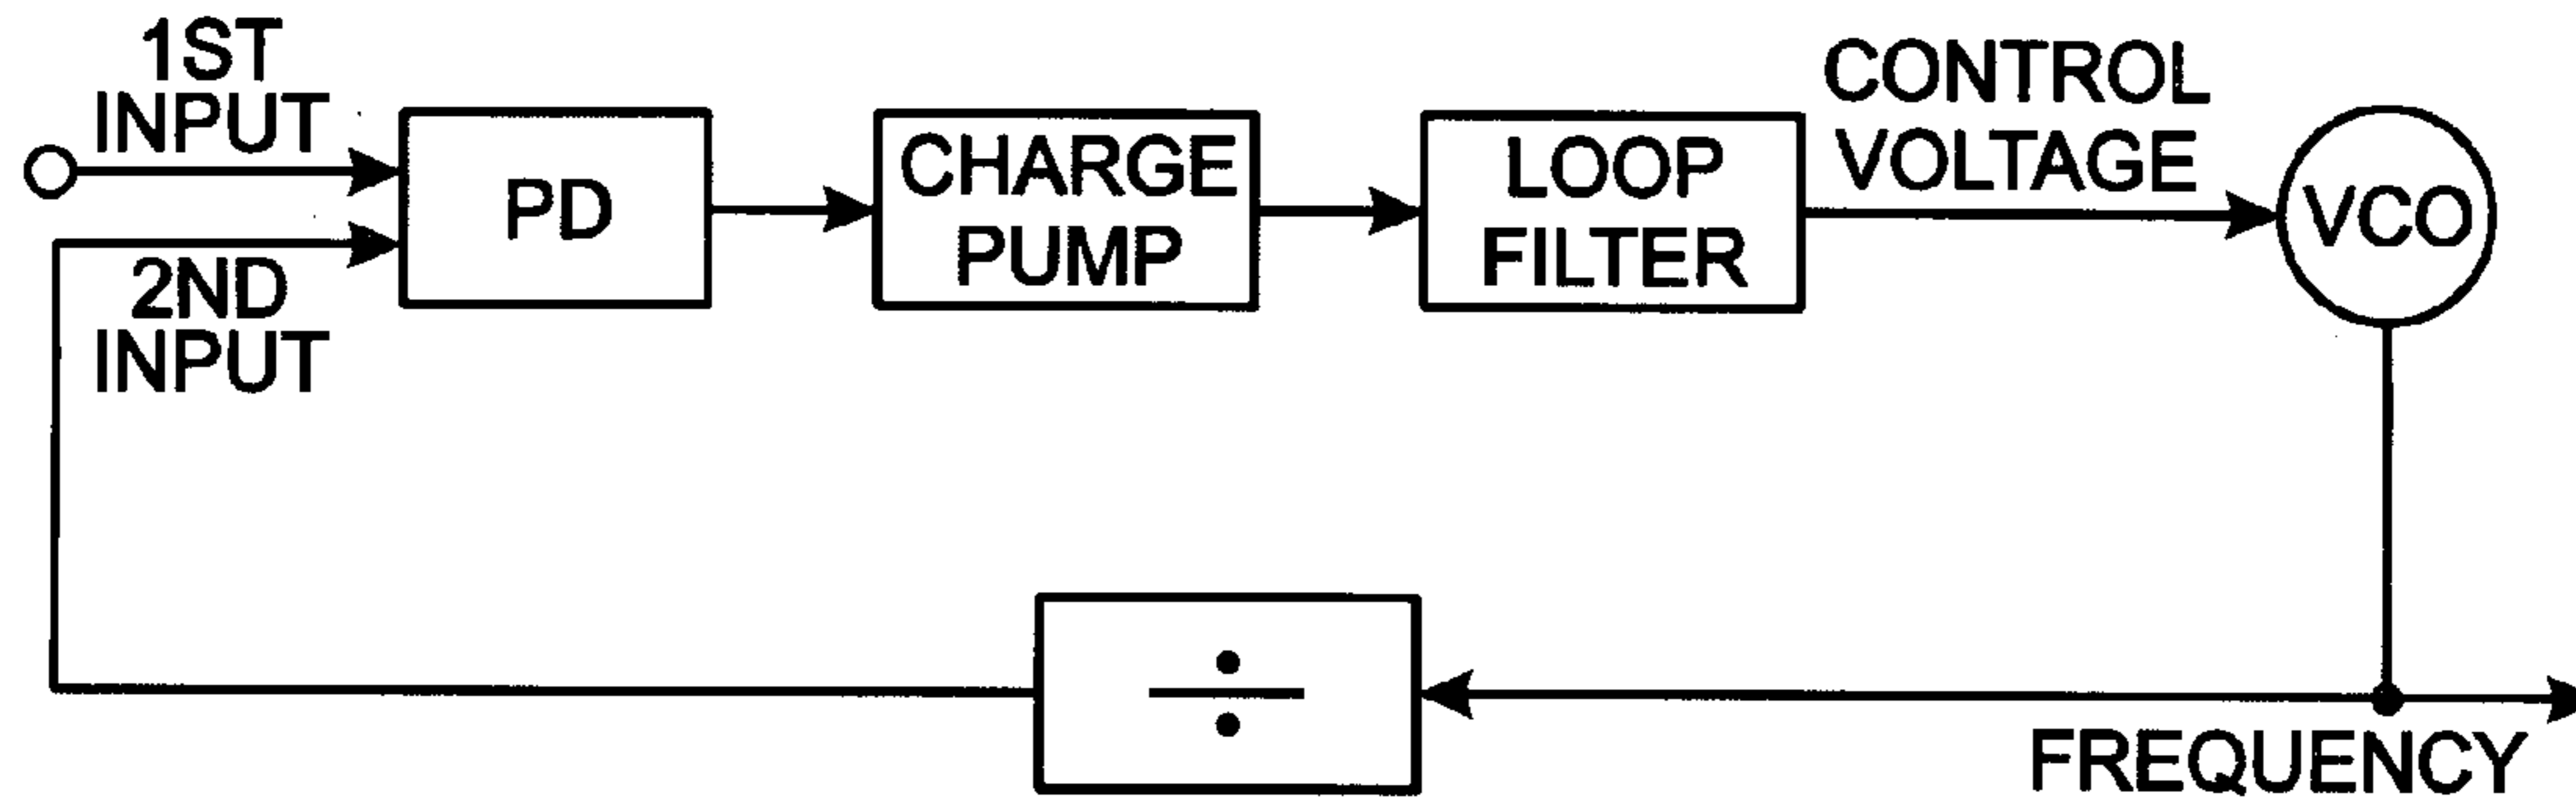 1ST
INPUT
PD
CHARGE
PUMP
LOOP
FILTER
CONTROL
VOLTAGE
VCO
2ND
INPUT
÷
FREQUENCY